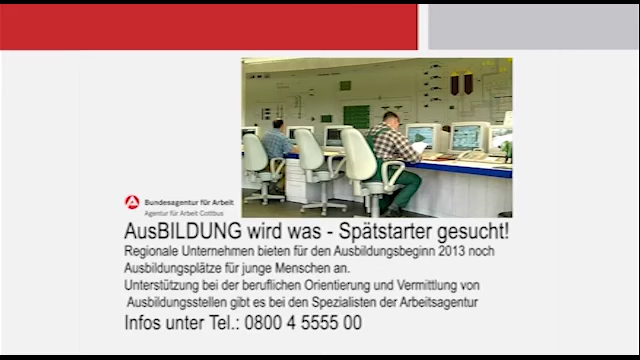 Bundesagentur für Arbeit
Agentur für Arbeit Cottbus
AusBILDUNG wird was - Spätstarter gesucht!
Regionale Unternehmen bieten für den Ausbildungsbeginn 2013 noch
Ausbildungsplätze für junge Menschen an.
Unterstützung bei der beruflichen Orientierung und Vermittlung von
Ausbildungsstellen gibt es bei den Spezialisten der Arbeitsagentur
Infos unter Tel.: 0800 4 5555 00